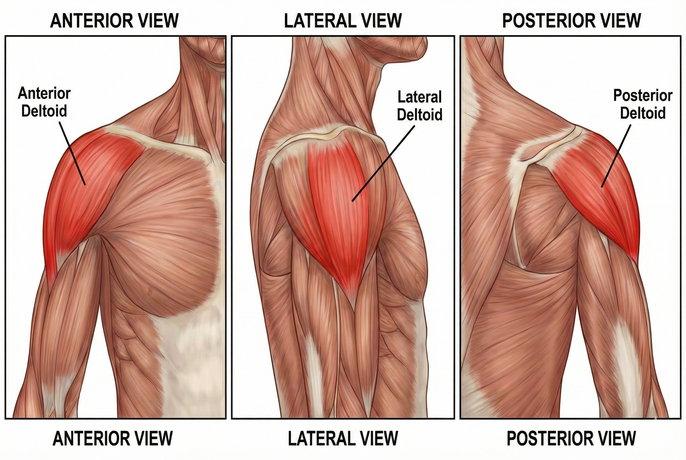 ANTERIOR VIEW
LATERAL VIEW
POSTERIOR VIEW
Anterior
Deltoid
Lateral
Deltoid
Posterior
Deltoid
ANTERIOR VIEW
LATERAL VIEW
POSTERIOR VIEW